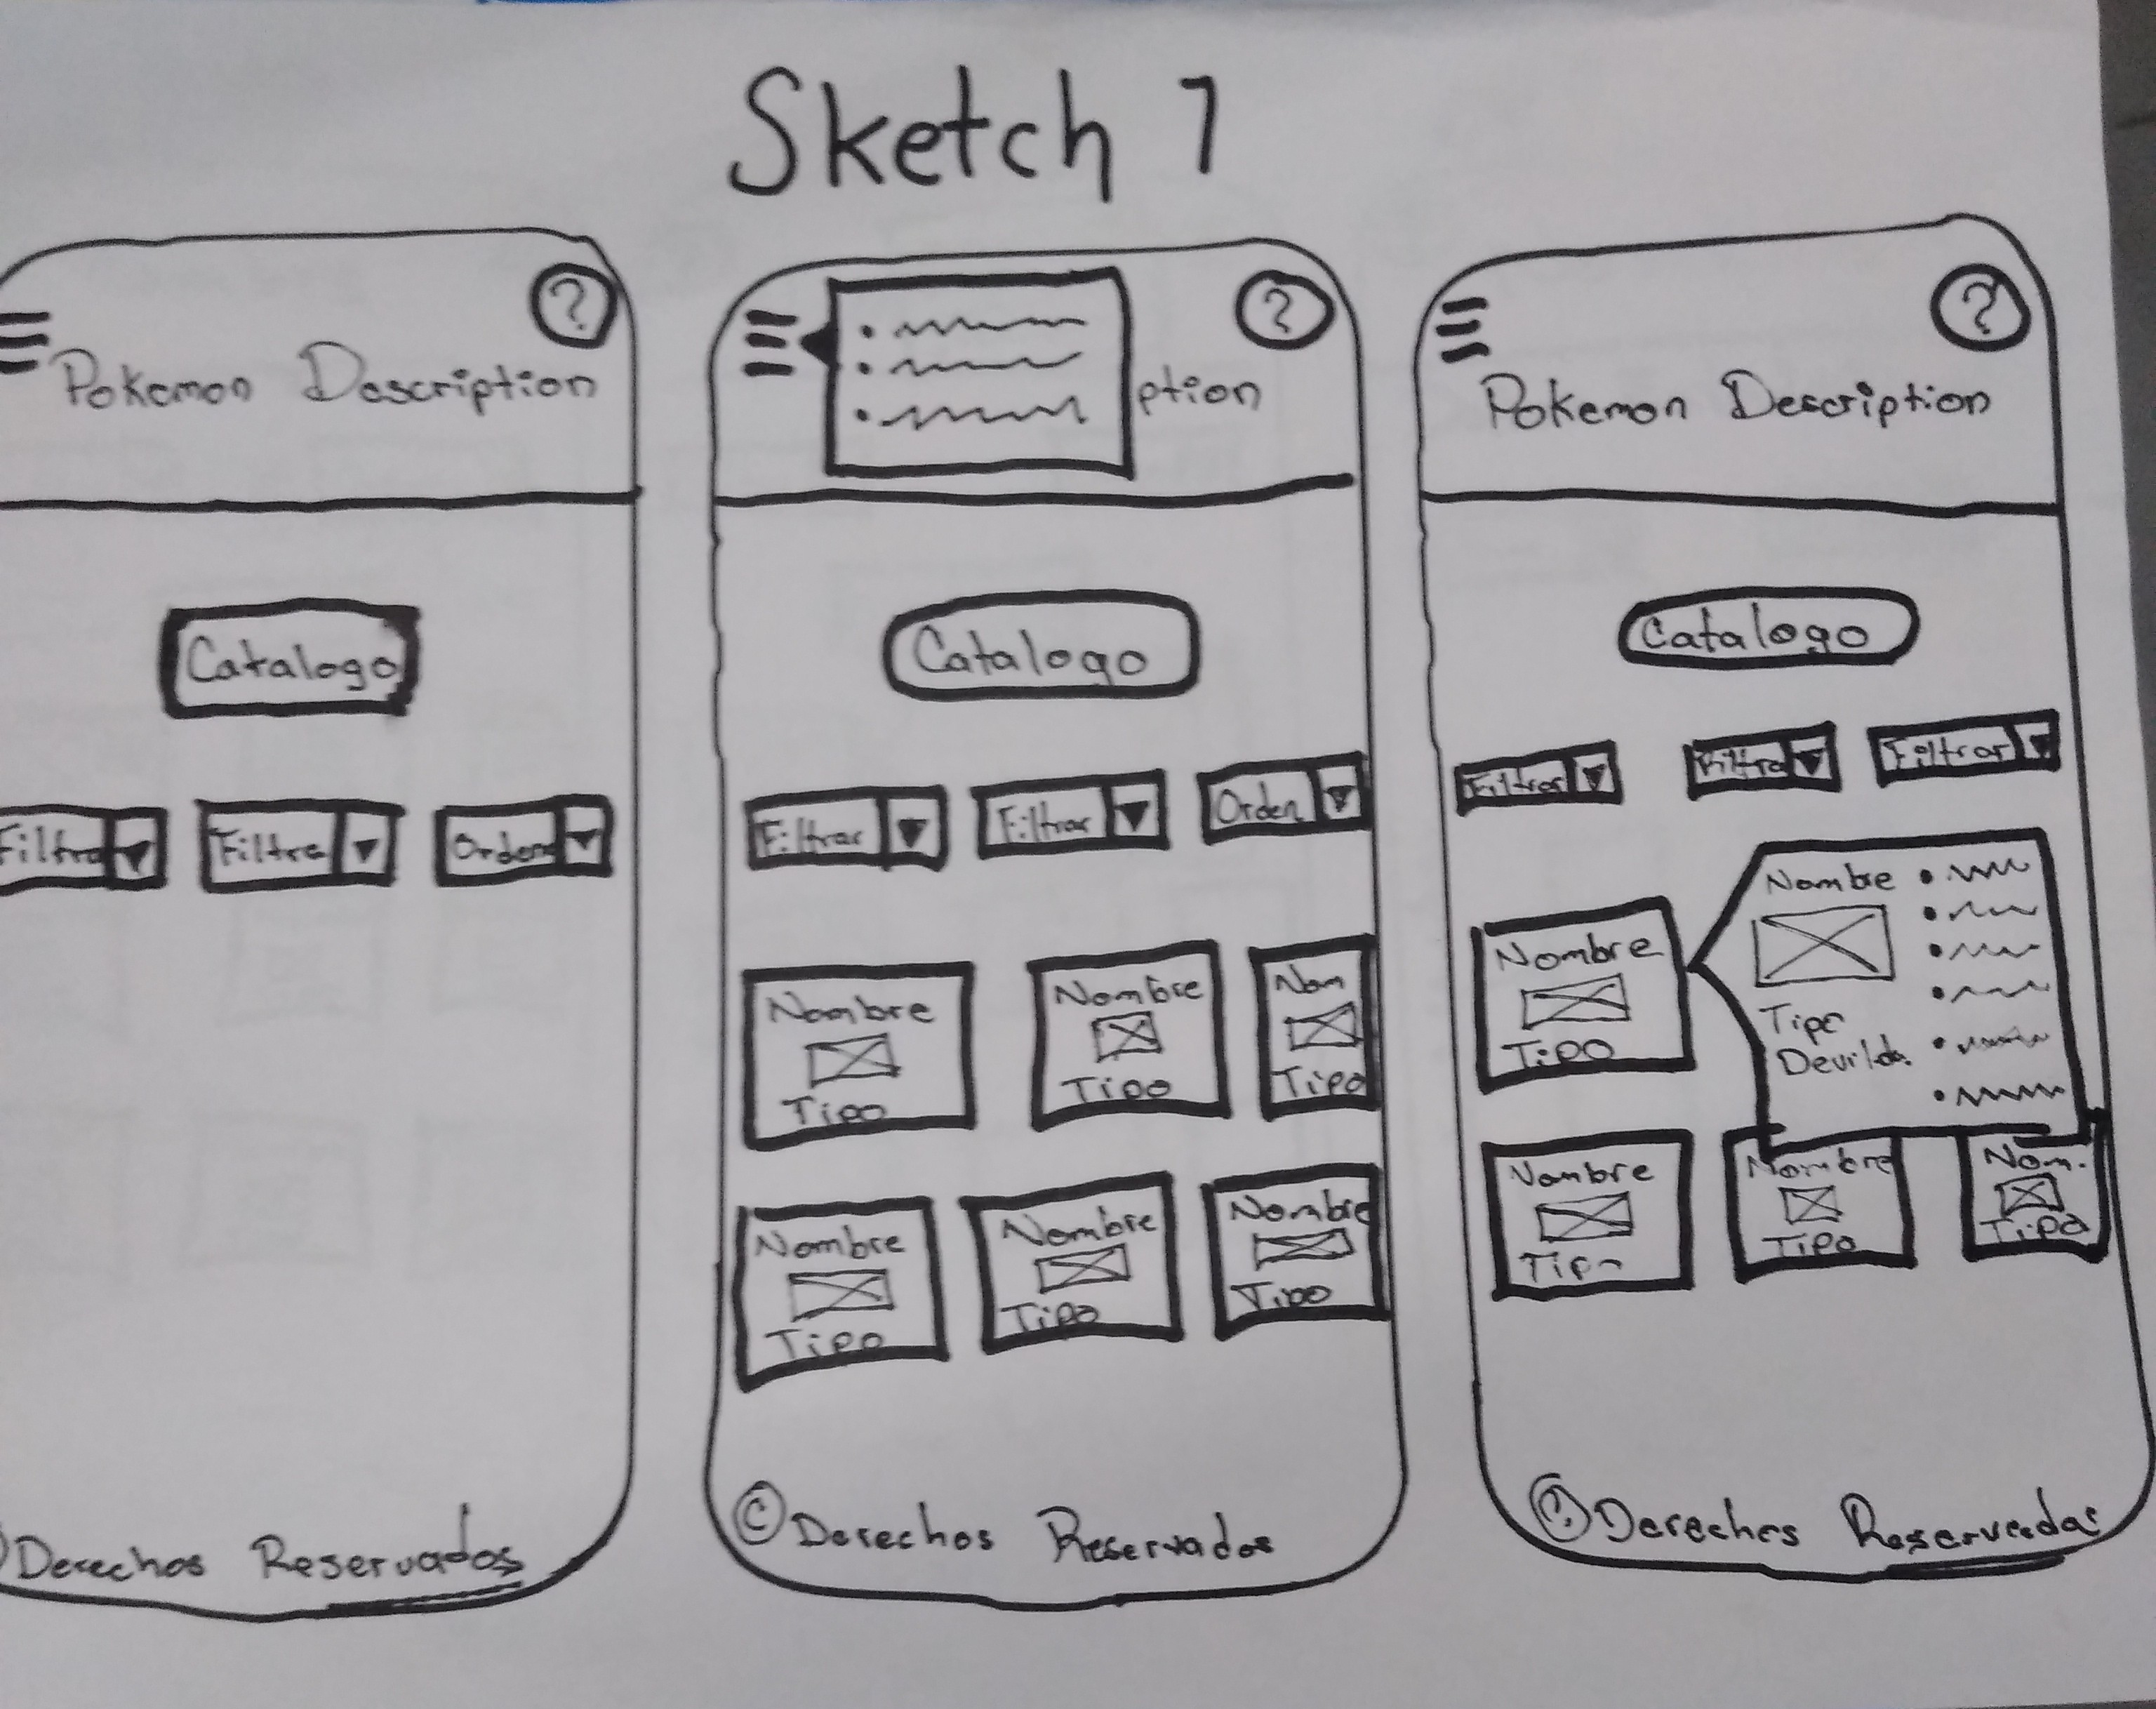 Sketch 1
?
Pokemon Description
Catalogo
Filtra
Filtra
Orden
Derechos Reservados
?
ption
Catalogo
Filtrar
Filtrar
Orden
Nombre
Tipo
Nombre
Tipo
Nom
Tipo
Nombre
Tipo
Nombre
Tipo
Nombre
Tipo
© Derechos Reservados
?
Pokemon Description
Catalogo
Filtrar
Filtra
Filtrar
Nombre
Tipo
Nombre
Tipo
Nombre
Tipo
Nombre
Tipo
Nom.
Tipo
Derechos Reservados